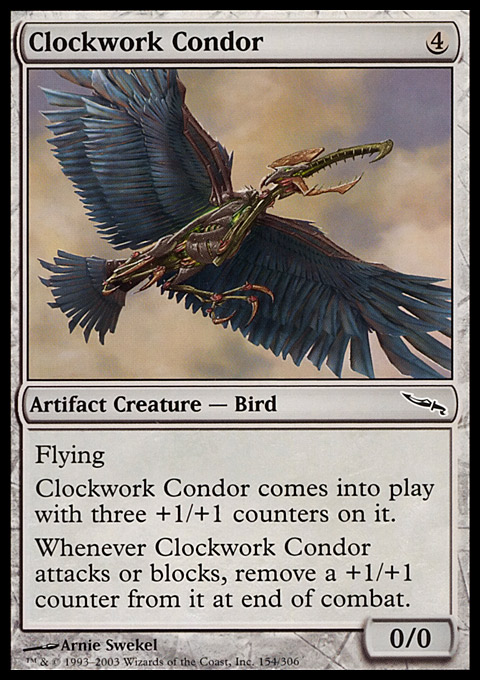 Clockwork Condor 4
Artifact Creature — Bird
Flying
Clockwork Condor comes into play
with three +1/+1 counters on it.
Whenever Clockwork Condor
attacks or blocks, remove a +1/+1
counter from it at end of combat.
0/0
Arnie Swekel
™ & © 1993–2003 Wizards of the Coast, Inc. 154/306